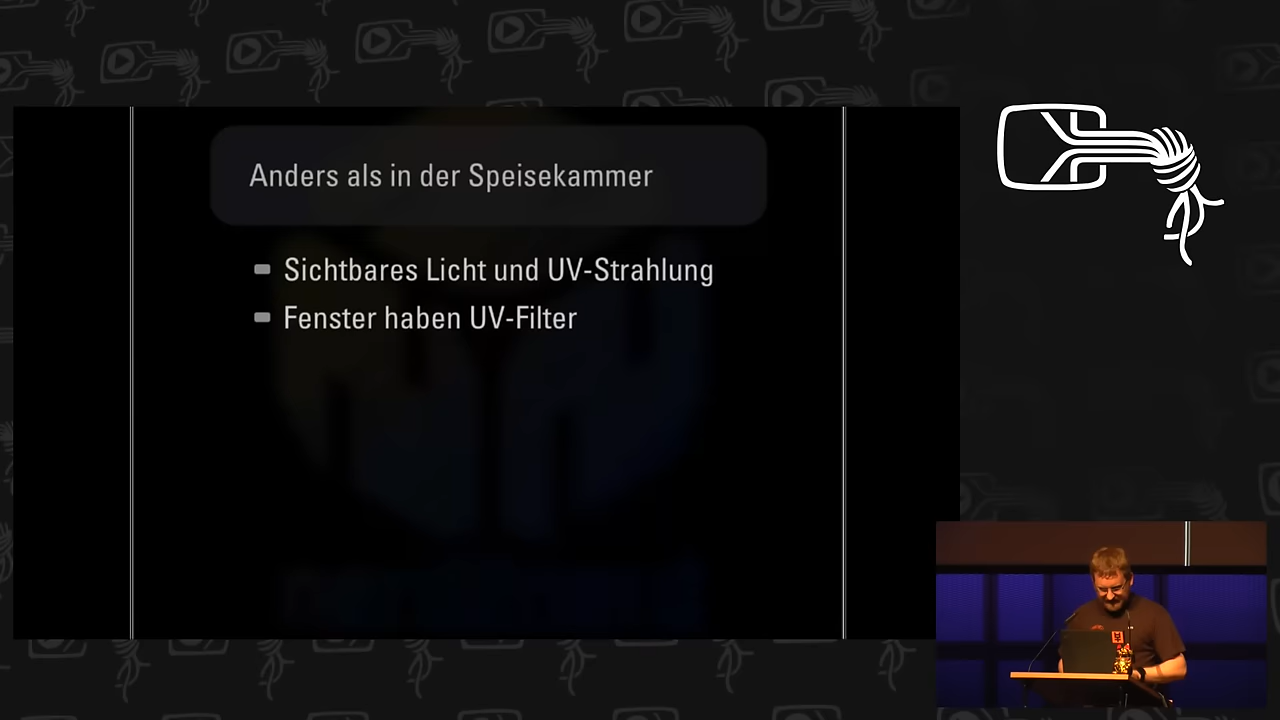 Anders als in der Speisekammer
Sichtbares Licht und UV-Strahlung
Fenster haben UV-Filter